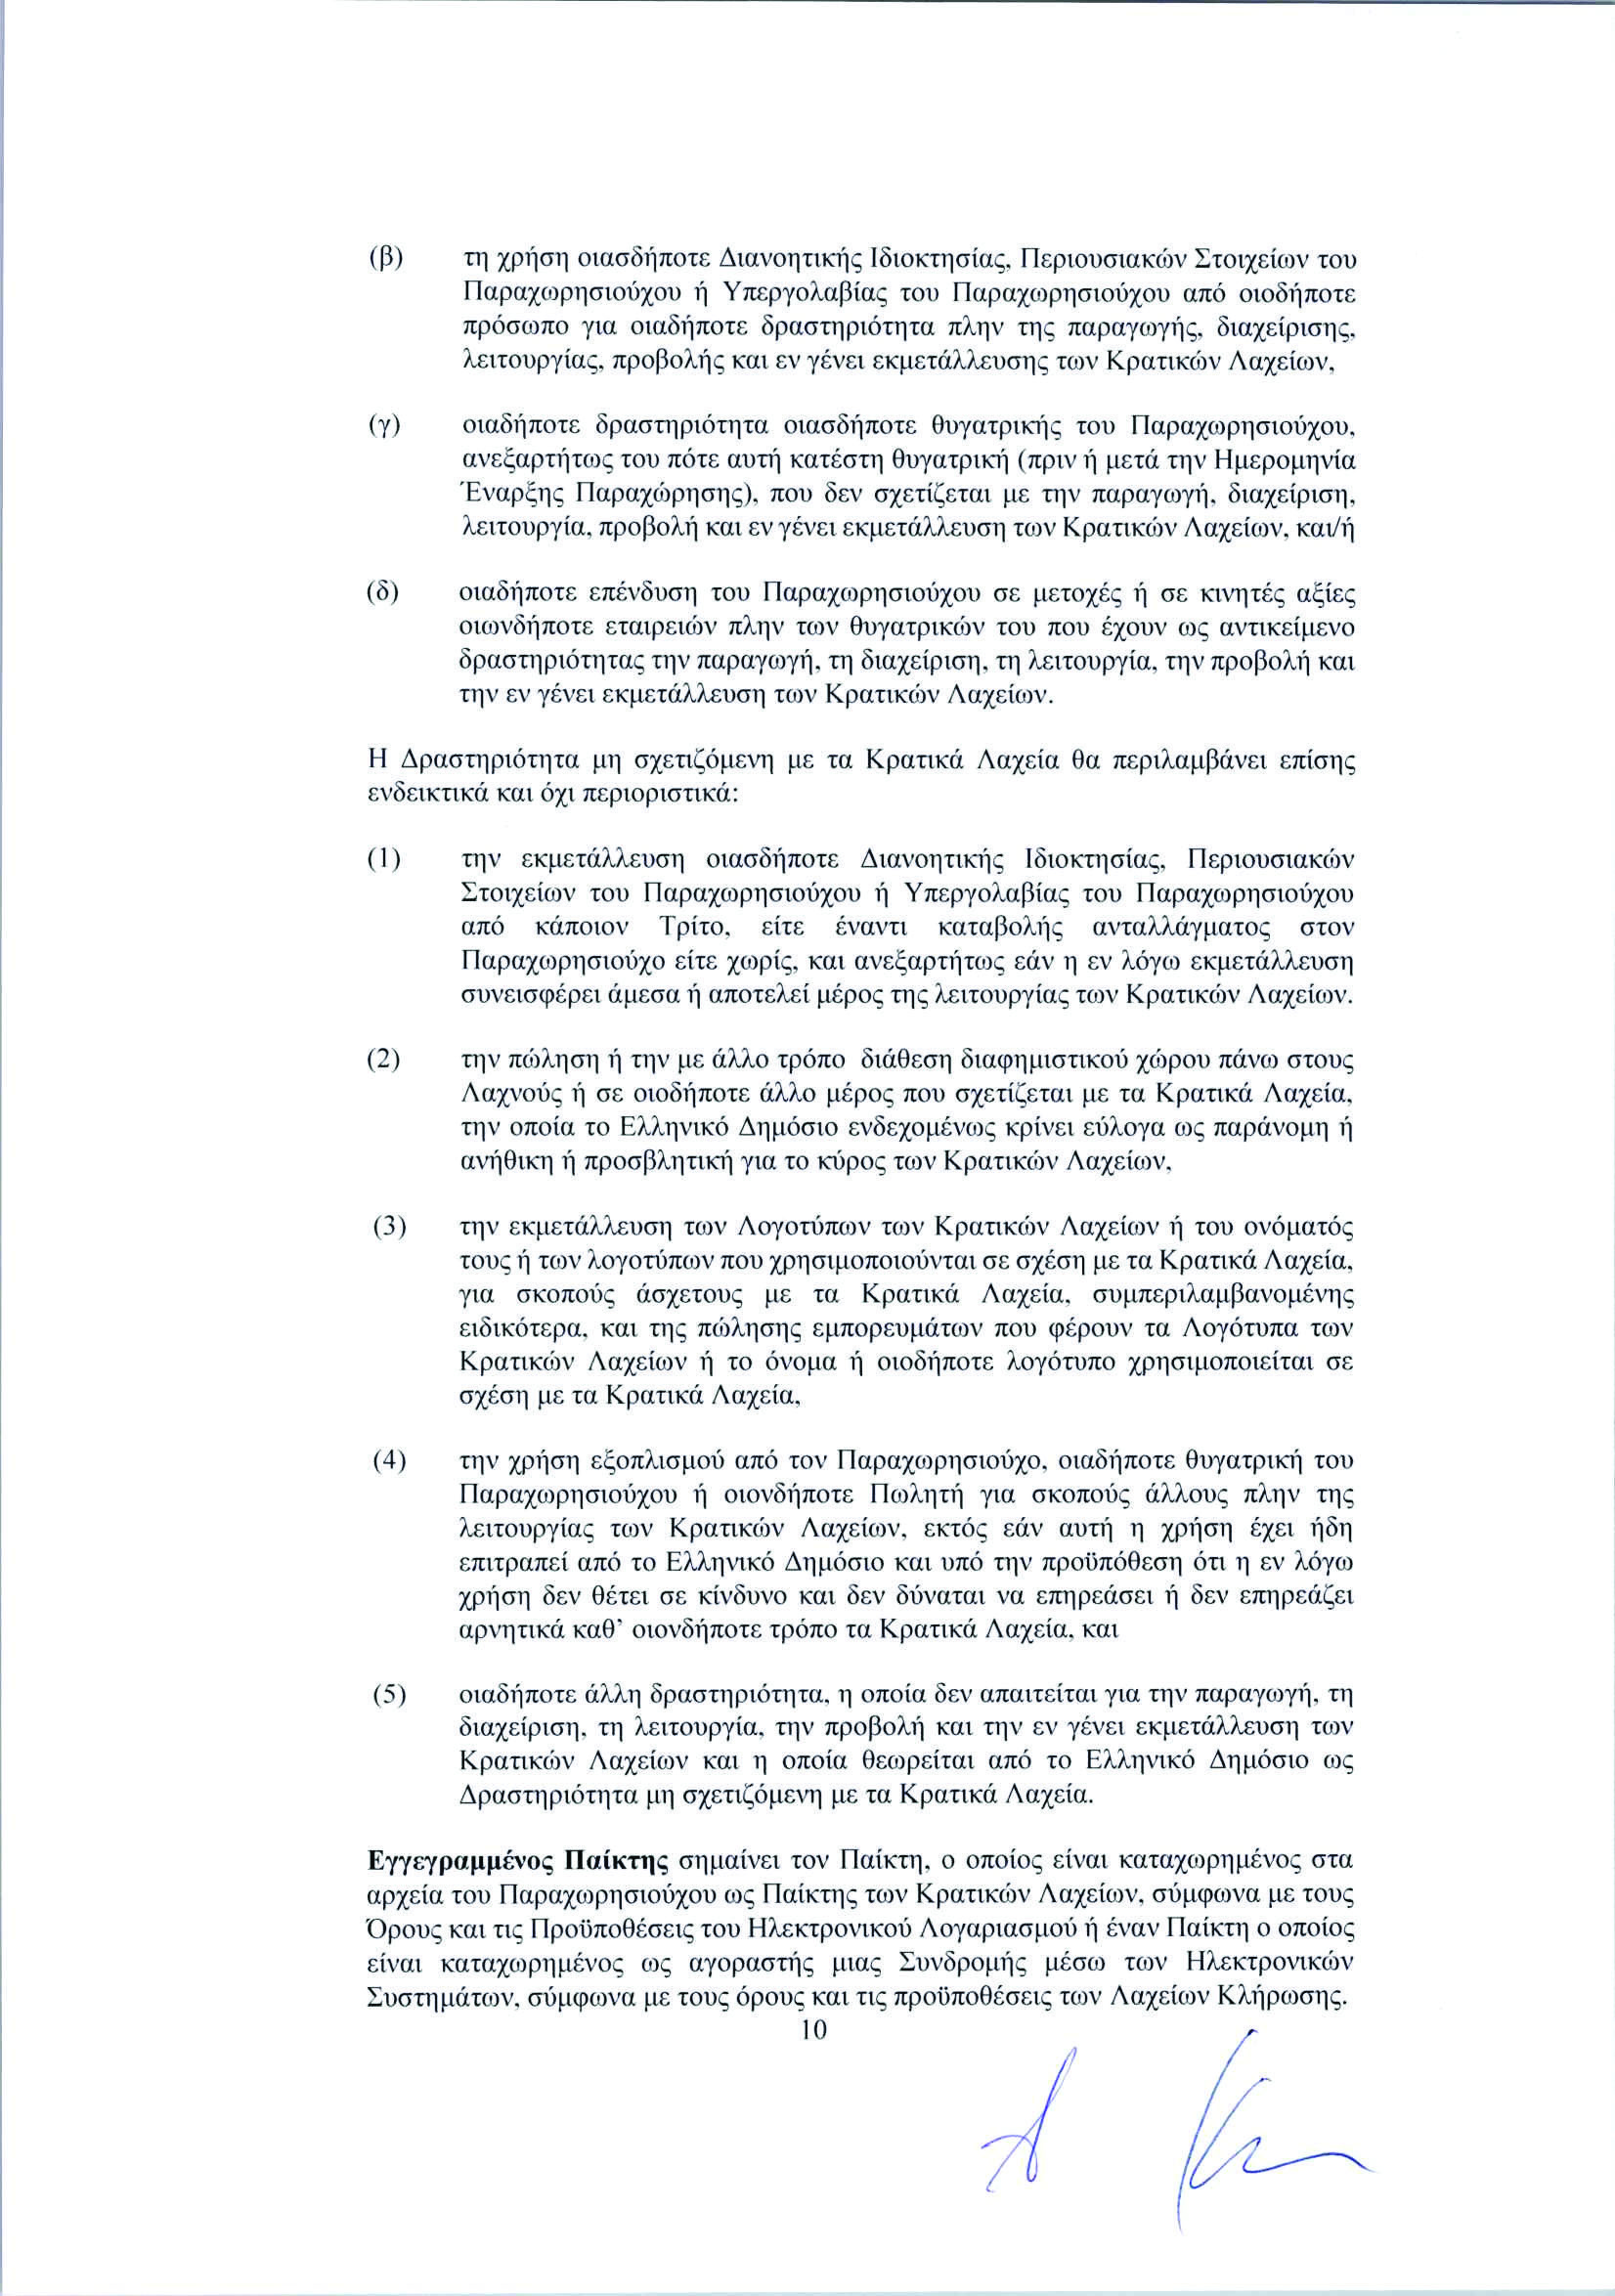 (β) τη χρήση οιασδήποτε Διανοητικής Ιδιοκτησίας, Περιουσιακών Στοιχείων του
Παραχωρησιούχου ή Υπεργολαβίας του Παραχωρησιούχου από οιοδήποτε
πρόσωπο για οιαδήποτε δραστηριότητα πλην της παραγωγής, διαχείρισης,
λειτουργίας, προβολής και εν γένει εκμετάλλευσης των Κρατικών Λαχείων,
(γ) οιαδήποτε δραστηριότητα οιασδήποτε θυγατρικής του Παραχωρησιούχου,
ανεξαρτήτως του πότε αυτή κατέστη θυγατρική (πριν ή μετά την Ημερομηνία
Έναρξης Παραχώρησης), που δεν σχετίζεται με την παραγωγή, διαχείριση,
λειτουργία, προβολή και εν γένει εκμετάλλευση των Κρατικών Λαχείων, και/ή
(δ) οιαδήποτε επένδυση του Παραχωρησιούχου σε μετοχές ή σε κινητές αξίες
οιωνδήποτε εταιρειών πλην των θυγατρικών του που έχουν ως αντικείμενο
δραστηριότητας την παραγωγή, τη διαχείριση, τη λειτουργία, την προβολή και
την εν γένει εκμετάλλευση των Κρατικών Λαχείων.
Η Δραστηριότητα μη σχετιζόμενη με τα Κρατικά Λαχεία θα περιλαμβάνει επίσης
ενδεικτικά και όχι περιοριστικά:
(1) την εκμετάλλευση οιασδήποτε Διανοητικής Ιδιοκτησίας, Περιουσιακών
Στοιχείων του Παραχωρησιούχου ή Υπεργολαβίας του Παραχωρησιούχου
από κάποιον Τρίτο, είτε έναντι καταβολής ανταλλάγματος στον
Παραχωρησιούχο είτε χωρίς, και ανεξαρτήτως εάν η εν λόγω εκμετάλλευση
συνεισφέρει άμεσα ή αποτελεί μέρος της λειτουργίας των Κρατικών Λαχείων.
(2) την πώληση ή την με άλλο τρόπο διάθεση διαφημιστικού χώρου πάνω στους
Λαχνούς ή σε οιοδήποτε άλλο μέρος που σχετίζεται με τα Κρατικά Λαχεία,
την οποία το Ελληνικό Δημόσιο ενδεχομένως κρίνει εύλογα ως παράνομη ή
ανήθικη ή προσβλητική για το κύρος των Κρατικών Λαχείων,
(3) την εκμετάλλευση των Λογοτύπων των Κρατικών Λαχείων ή του ονόματός
τους ή των λογοτύπων που χρησιμοποιούνται σε σχέση με τα Κρατικά Λαχεία,
για σκοπούς άσχετους με τα Κρατικά Λαχεία, συμπεριλαμβανομένης
ειδικότερα, και της πώλησης εμπορευμάτων που φέρουν τα Λογότυπα των
Κρατικών Λαχείων ή το όνομα ή οιοδήποτε λογότυπο χρησιμοποιείται σε
σχέση με τα Κρατικά Λαχεία,
(4) την χρήση εξοπλισμού από τον Παραχωρησιούχο, οιαδήποτε θυγατρική του
Παραχωρησιούχου ή οιονδήποτε Πωλητή για σκοπούς άλλους πλην της
λειτουργίας των Κρατικών Λαχείων, εκτός εάν αυτή η χρήση έχει ήδη
επιτραπεί από το Ελληνικό Δημόσιο και υπό την προϋπόθεση ότι η εν λόγω
χρήση δεν θέτει σε κίνδυνο και δεν δύναται να επηρεάσει ή δεν επηρεάζει
αρνητικά καθ’ οιονδήποτε τρόπο τα Κρατικά Λαχεία, και
(5) οιαδήποτε άλλη δραστηριότητα, η οποία δεν απαιτείται για την παραγωγή, τη
διαχείριση, τη λειτουργία, την προβολή και την εν γένει εκμετάλλευση των
Κρατικών Λαχείων και η οποία θεωρείται από το Ελληνικό Δημόσιο ως
Δραστηριότητα μη σχετιζόμενη με τα Κρατικά Λαχεία.
Εγγεγραμμένος Παίκτης σημαίνει τον Παίκτη, ο οποίος είναι καταχωρημένος στα
αρχεία του Παραχωρησιούχου ως Παίκτης των Κρατικών Λαχείων, σύμφωνα με τους
Όρους και τις Προϋποθέσεις του Ηλεκτρονικού Λογαριασμού ή έναν Παίκτη ο οποίος
είναι καταχωρημένος ως αγοραστής μιας Συνδρομής μέσω των Ηλεκτρονικών
Συστημάτων, σύμφωνα με τους όρους και τις προϋποθέσεις των Λαχείων Κλήρωσης.
10